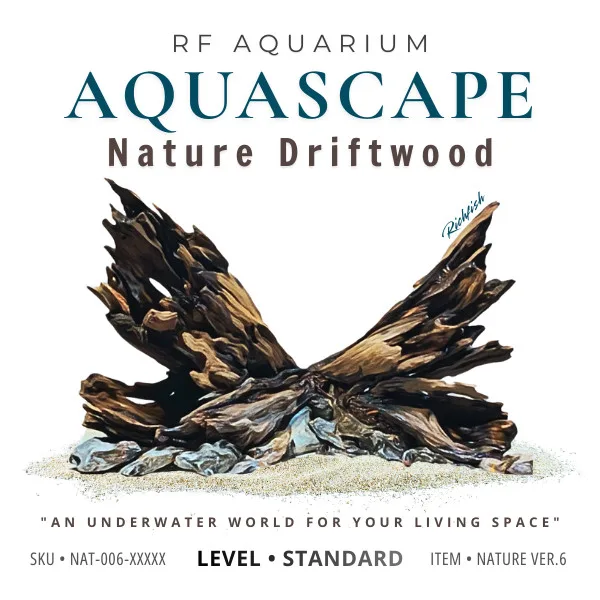 RF AQUARIUM
AQUASCAPE
Nature Driftwood
Richfish
"AN UNDERWATER WORLD FOR YOUR LIVING SPACE"
SKU • NAT-006-XXXXX
LEVEL • STANDARD
ITEM • NATURE VER.6